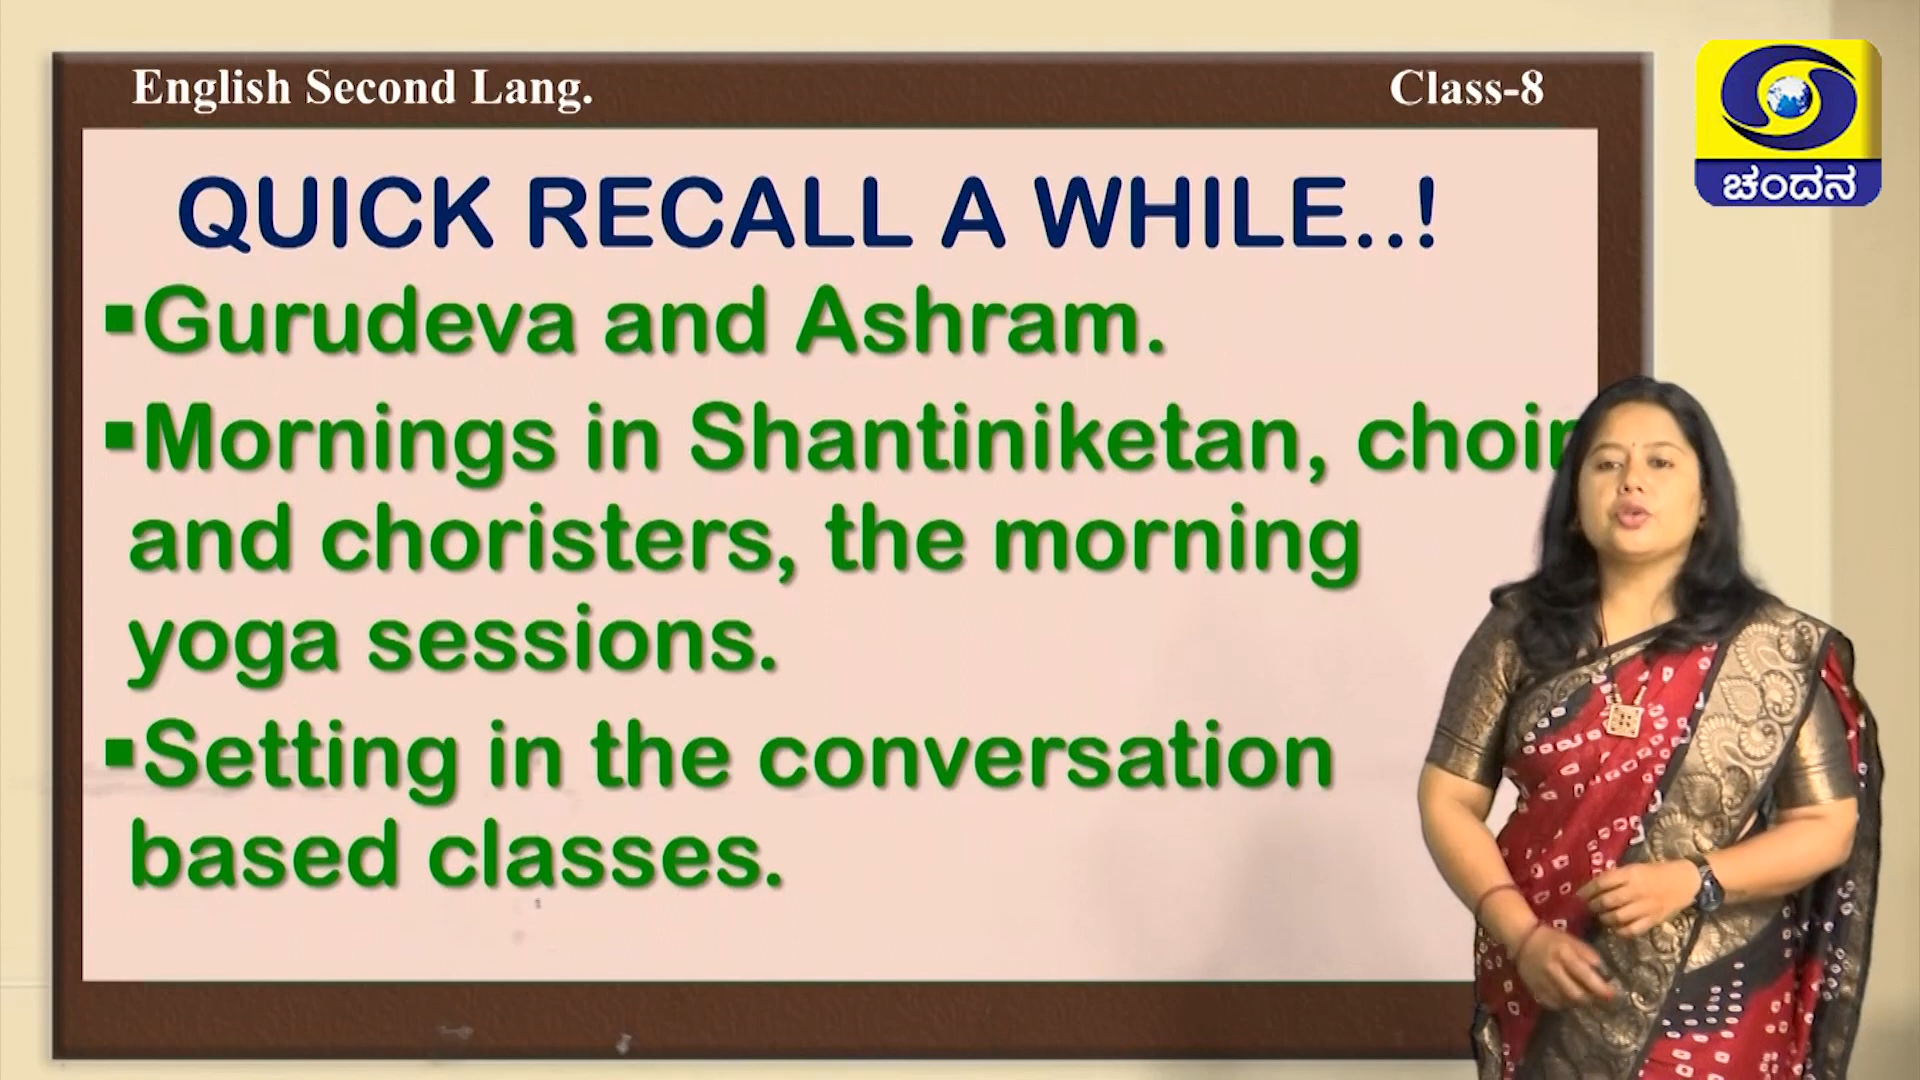 English Second Lang.
Class-8
ಚಂದನ
QUICK RECALL A WHILE..!
▪Gurudeva and Ashram.
▪Mornings in Shantiniketan, choir
and choristers, the morning
yoga sessions.
▪Setting in the conversation
based classes.